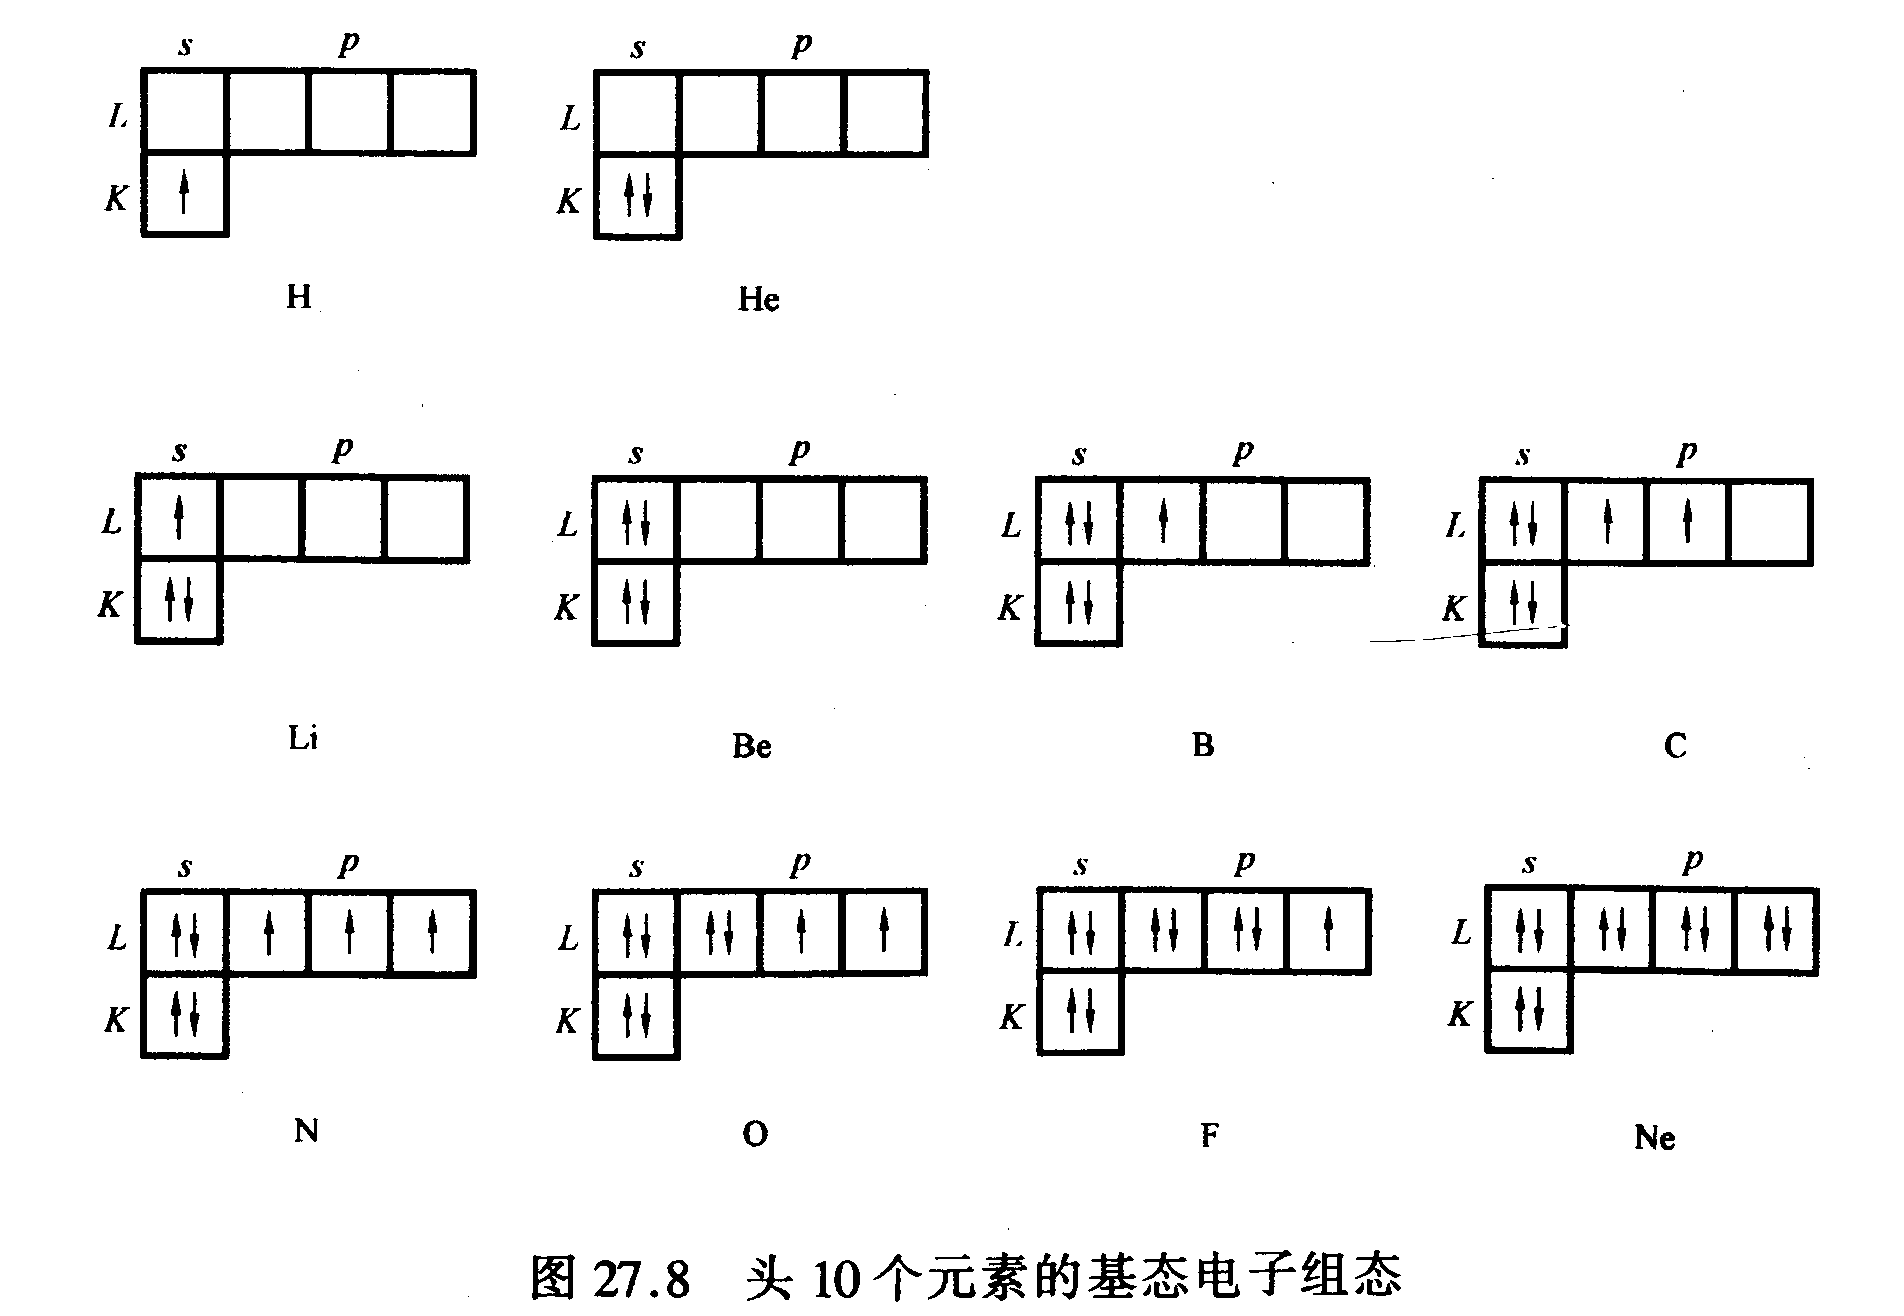 s p s p
L L
K ↑ K ↑↓
H He
s p s p s p s p
L ↑ L ↑↓ L ↑↓ ↑ L ↑↓ ↑ ↑
K ↑↓ K ↑↓ K ↑↓ K ↑↓
Li Be B C
s p s p s p s p
L ↑↓ ↑ ↑ ↑ L ↑↓ ↑↓ ↑ ↑ L ↑↓ ↑↓ ↑↓ ↑ L ↑↓ ↑↓ ↑↓ ↑↓
K ↑↓ K ↑↓ K ↑↓ K ↑↓
N O F Ne
图 27.8 头 10 个元素的基态电子组态